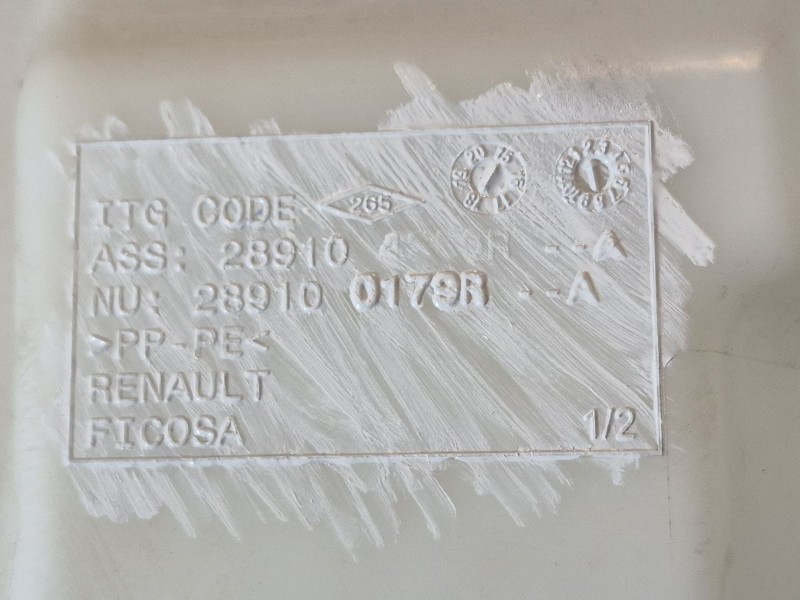 ITG CODE 265
ASS: 28910 --A
NU: 28910 0179R --A
>PP-PE<
RENAULT
FICOSA
1/2